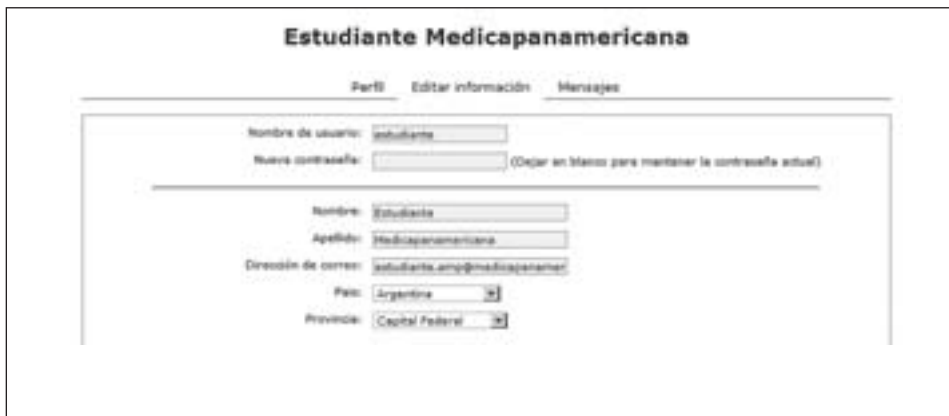 Estudiante Medicapanamericana
Perfil Editar información Mensajes
Nombre de usuario: estudiante
Nueva contraseña: (Dejar en blanco para mantener la contraseña actual)
Nombre: Estudiante
Apellido: Medicapanamericana
Dirección de correo: estudiante.amp@medicapanamer
País: Argentina
Provincia: Capital Federal